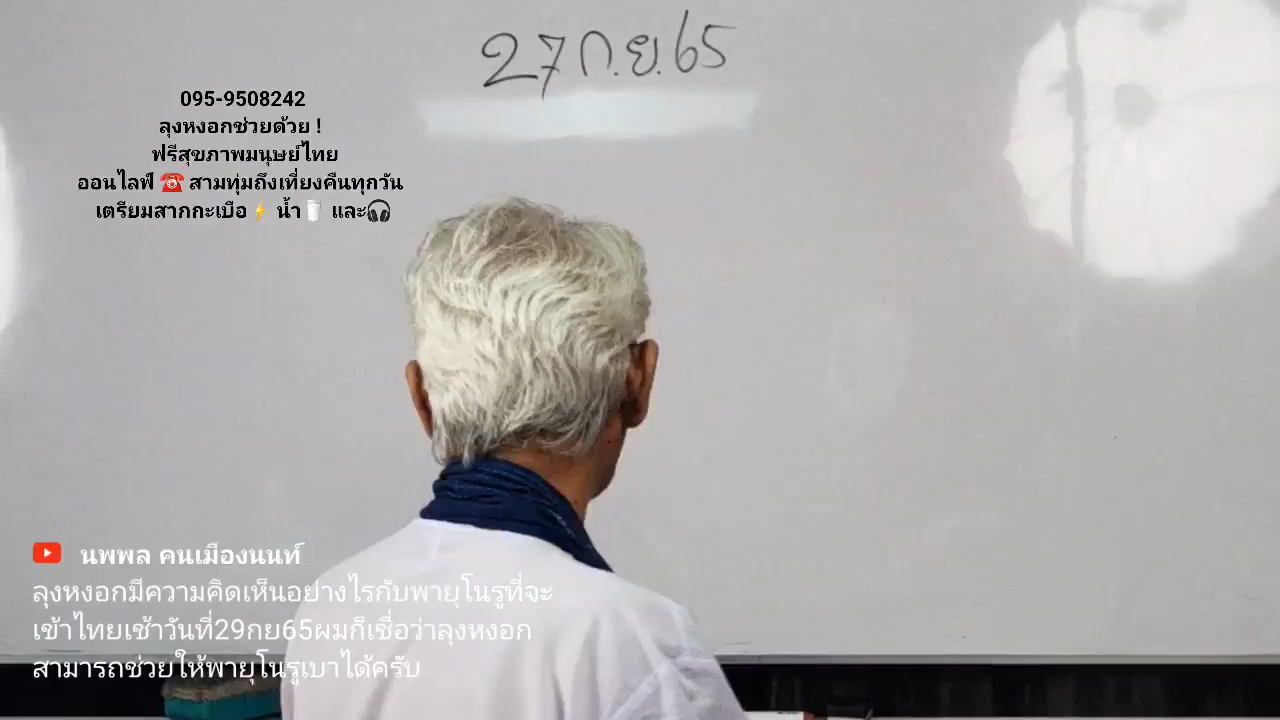 27 ก.ย. 65
095-9508242
ลุงหงอกช่วยด้วย !
ฟรีสุขภาพมนุษย์ไทย
ออนไลฟ์ ☎️ สามทุ่มถึงเที่ยงคืนทุกวัน
เตรียมสากกะเบือ⚡ น้ำ🥛 และ🎧
นพพล คนเมืองนนท์
ลุงหงอกมีความคิดเห็นอย่างไรกับพายุโนรูที่จะ
เข้าไทยเช้าวันที่29กย65ผมก็เชื่อว่าลุงหงอก
สามารถช่วยให้พายุโนรูเบาได้ครับ